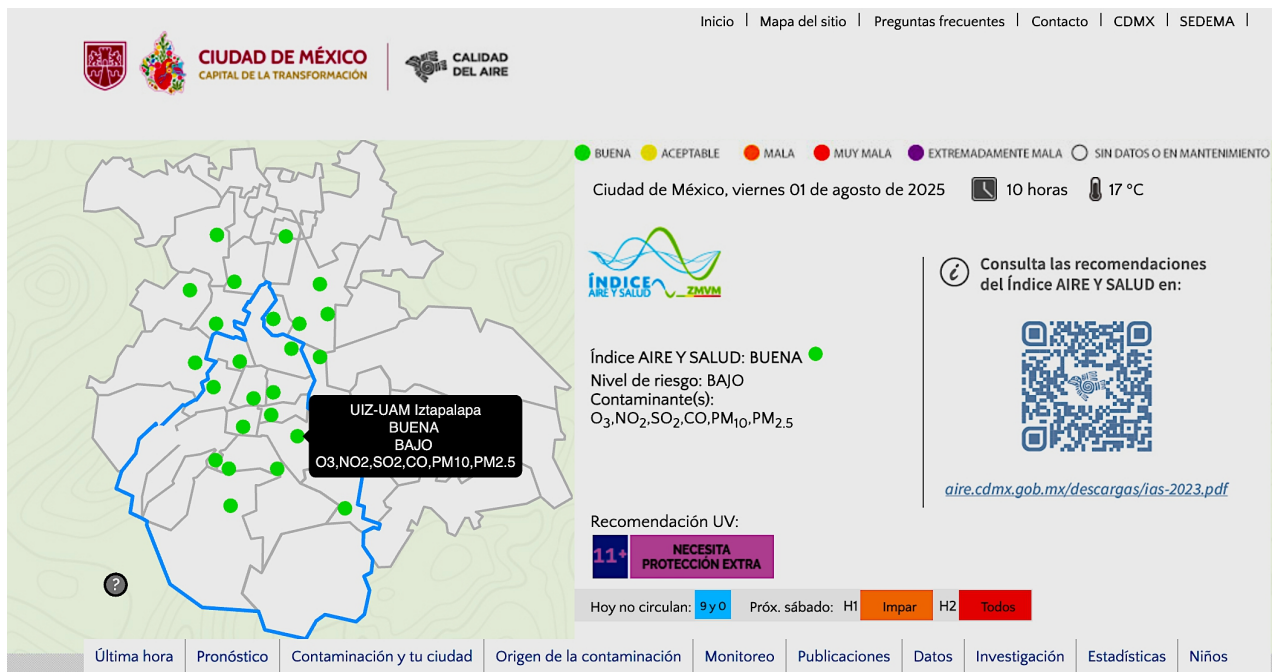 Inicio | Mapa del sitio | Preguntas frecuentes | Contacto | CDMX | SEDEMA |
CIUDAD DE MÉXICO
CAPITAL DE LA TRANSFORMACIÓN
CALIDAD
DEL AIRE
BUENA ACEPTABLE MALA MUY MALA EXTREMADAMENTE MALA SIN DATOS O EN MANTENIMIENTO
Ciudad de México, viernes 01 de agosto de 2025 10 horas 17 °C
ÍNDICE
AIRE Y SALUD ZMVM
i Consulta las recomendaciones
del Índice AIRE Y SALUD en:
Índice AIRE Y SALUD: BUENA
Nivel de riesgo: BAJO
Contaminante(s):
O3,NO2,SO2,CO,PM10,PM2.5
UIZ-UAM Iztapalapa
BUENA
BAJO
O3,NO2,SO2,CO,PM10,PM2.5
aire.cdmx.gob.mx/descargas/ias-2023.pdf
Recomendación UV:
11+ NECESITA
PROTECCIÓN EXTRA
?
Hoy no circulan: 9 y 0 Próx. sábado: H1 Impar H2 Todos
Última hora Pronóstico Contaminación y tu ciudad Origen de la contaminación Monitoreo Publicaciones Datos Investigación Estadísticas Niños